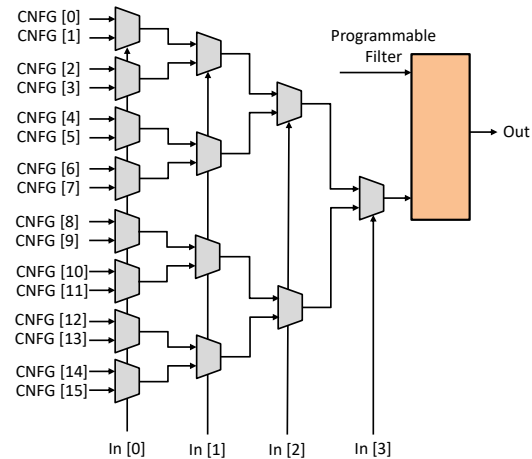 CNFG [0]
CNFG [1]
CNFG [2]
CNFG [3]
CNFG [4]
CNFG [5]
CNFG [6]
CNFG [7]
CNFG [8]
CNFG [9]
CNFG [10]
CNFG [11]
CNFG [12]
CNFG [13]
CNFG [14]
CNFG [15]
Programmable
Filter
Out
In [0]
In [1]
In [2]
In [3]